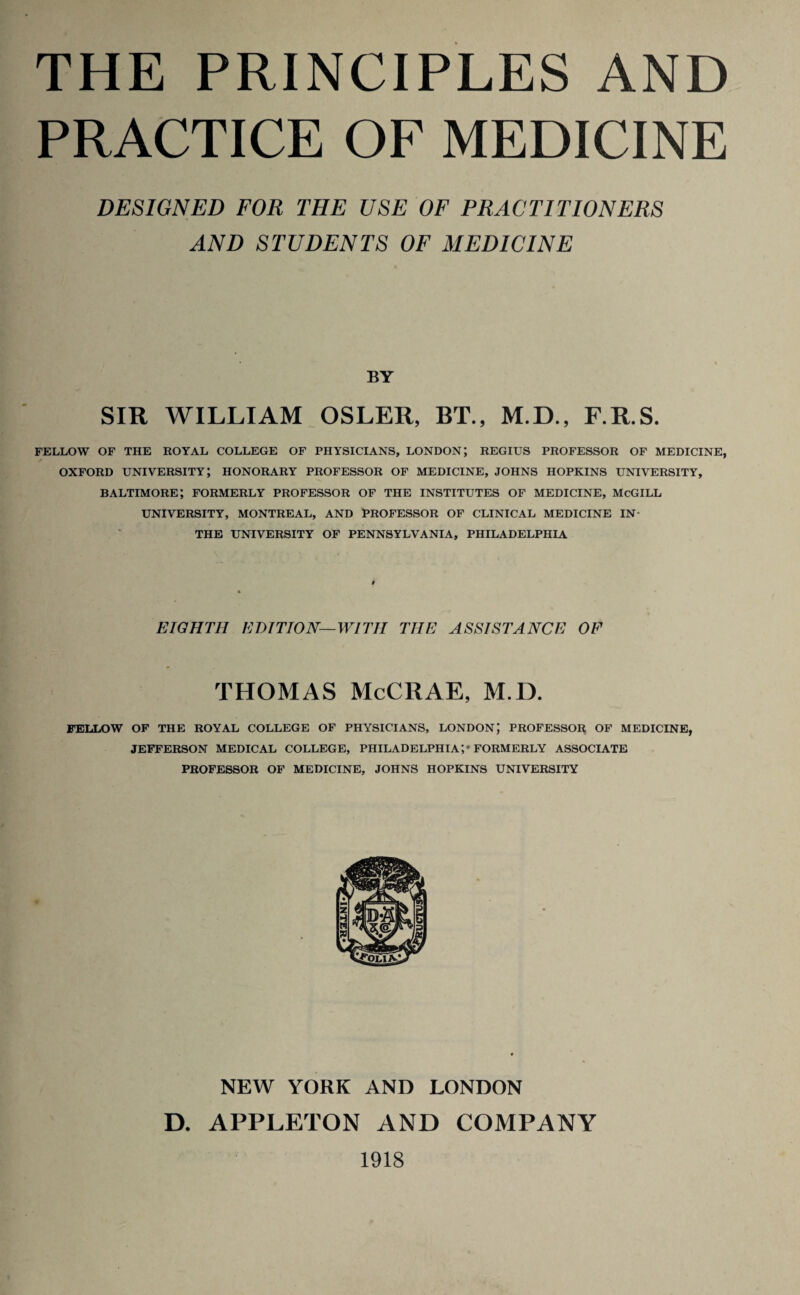 THE PRINCIPLES AND
PRACTICE OF MEDICINE
DESIGNED FOR THE USE OF PRACTITIONERS
AND STUDENTS OF MEDICINE
BY
SIR WILLIAM OSLER, BT., M.D., F.R.S.
FELLOW OF THE ROYAL COLLEGE OF PHYSICIANS, LONDON; REGIUS PROFESSOR OF MEDICINE,
OXFORD UNIVERSITY; HONORARY PROFESSOR OF MEDICINE, JOHNS HOPKINS UNIVERSITY,
BALTIMORE; FORMERLY PROFESSOR OF THE INSTITUTES OF MEDICINE, McGILL
UNIVERSITY, MONTREAL, AND PROFESSOR OF CLINICAL MEDICINE IN
THE UNIVERSITY OF PENNSYLVANIA, PHILADELPHIA
EIGHTH EDITION—WITH THE ASSISTANCE OF
THOMAS McCRAE, M.D.
FELLOW OF THE ROYAL COLLEGE OF PHYSICIANS, LONDON; PROFESSOR OF MEDICINE,
JEFFERSON MEDICAL COLLEGE, PHILADELPHIA; FORMERLY ASSOCIATE
PROFESSOR OF MEDICINE, JOHNS HOPKINS UNIVERSITY
INTER
D·A
FOLIA
NEW YORK AND LONDON
D. APPLETON AND COMPANY
1918